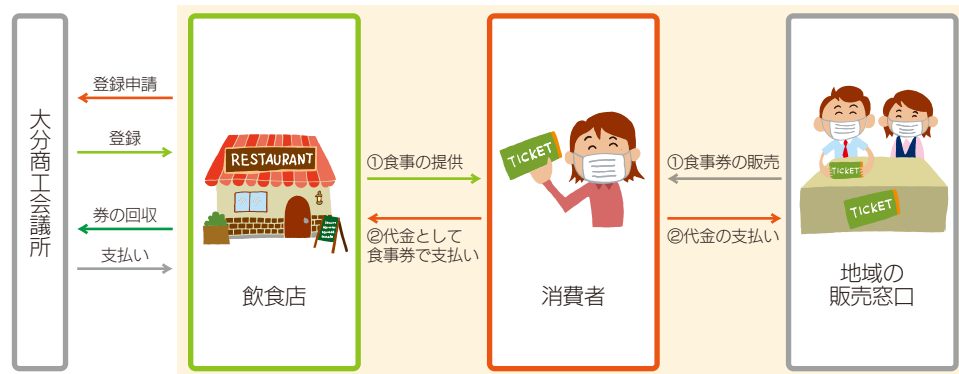 大分商工会議所
登録申請
登録
券の回収
支払い
RESTAURANT
飲食店
①食事の提供
②代金として
食事券で支払い
TICKET
消費者
①食事券の販売
②代金の支払い
TICKET
TICKET
地域の
販売窓口